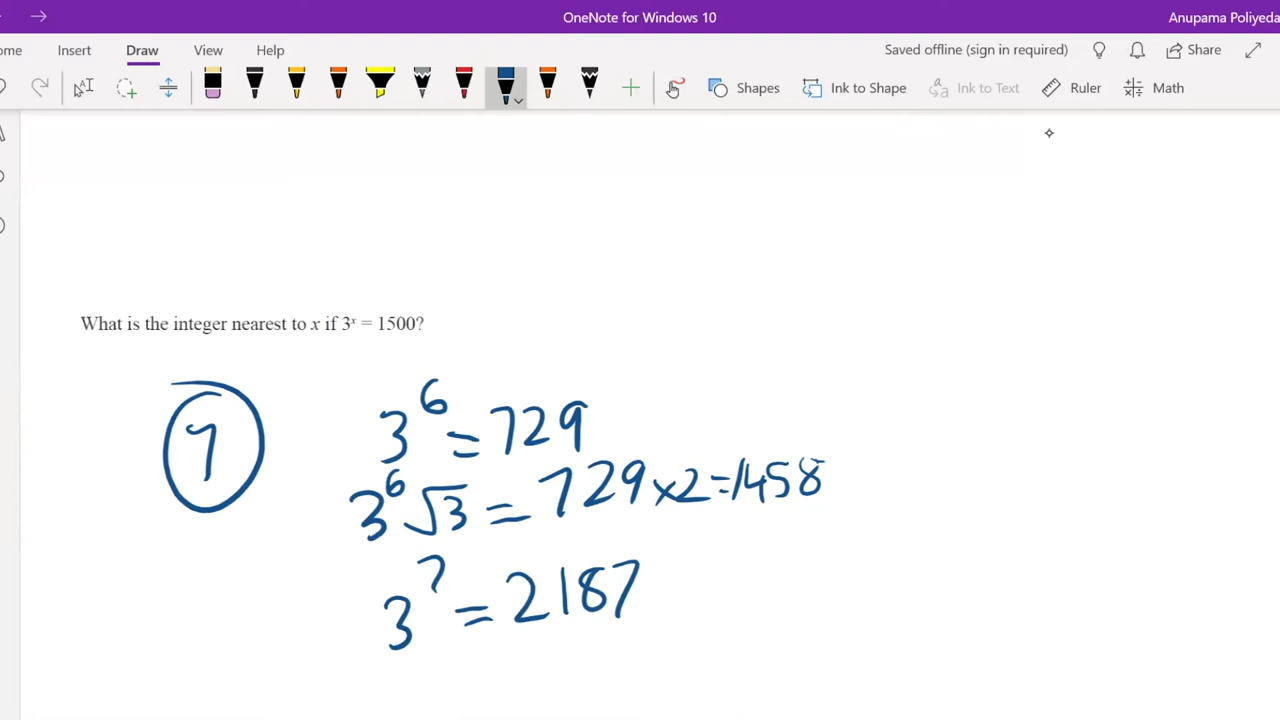 OneNote for Windows 10
Anupama Poliyeda
ome Insert Draw View Help
Saved offline (sign in required) Share
Shapes Ink to Shape Ink to Text Ruler Math
What is the integer nearest to x if 3ˣ = 1500?
7
3⁶ = 729
3⁶ √3 = 729 × 2 = 1458
3⁷ = 2187